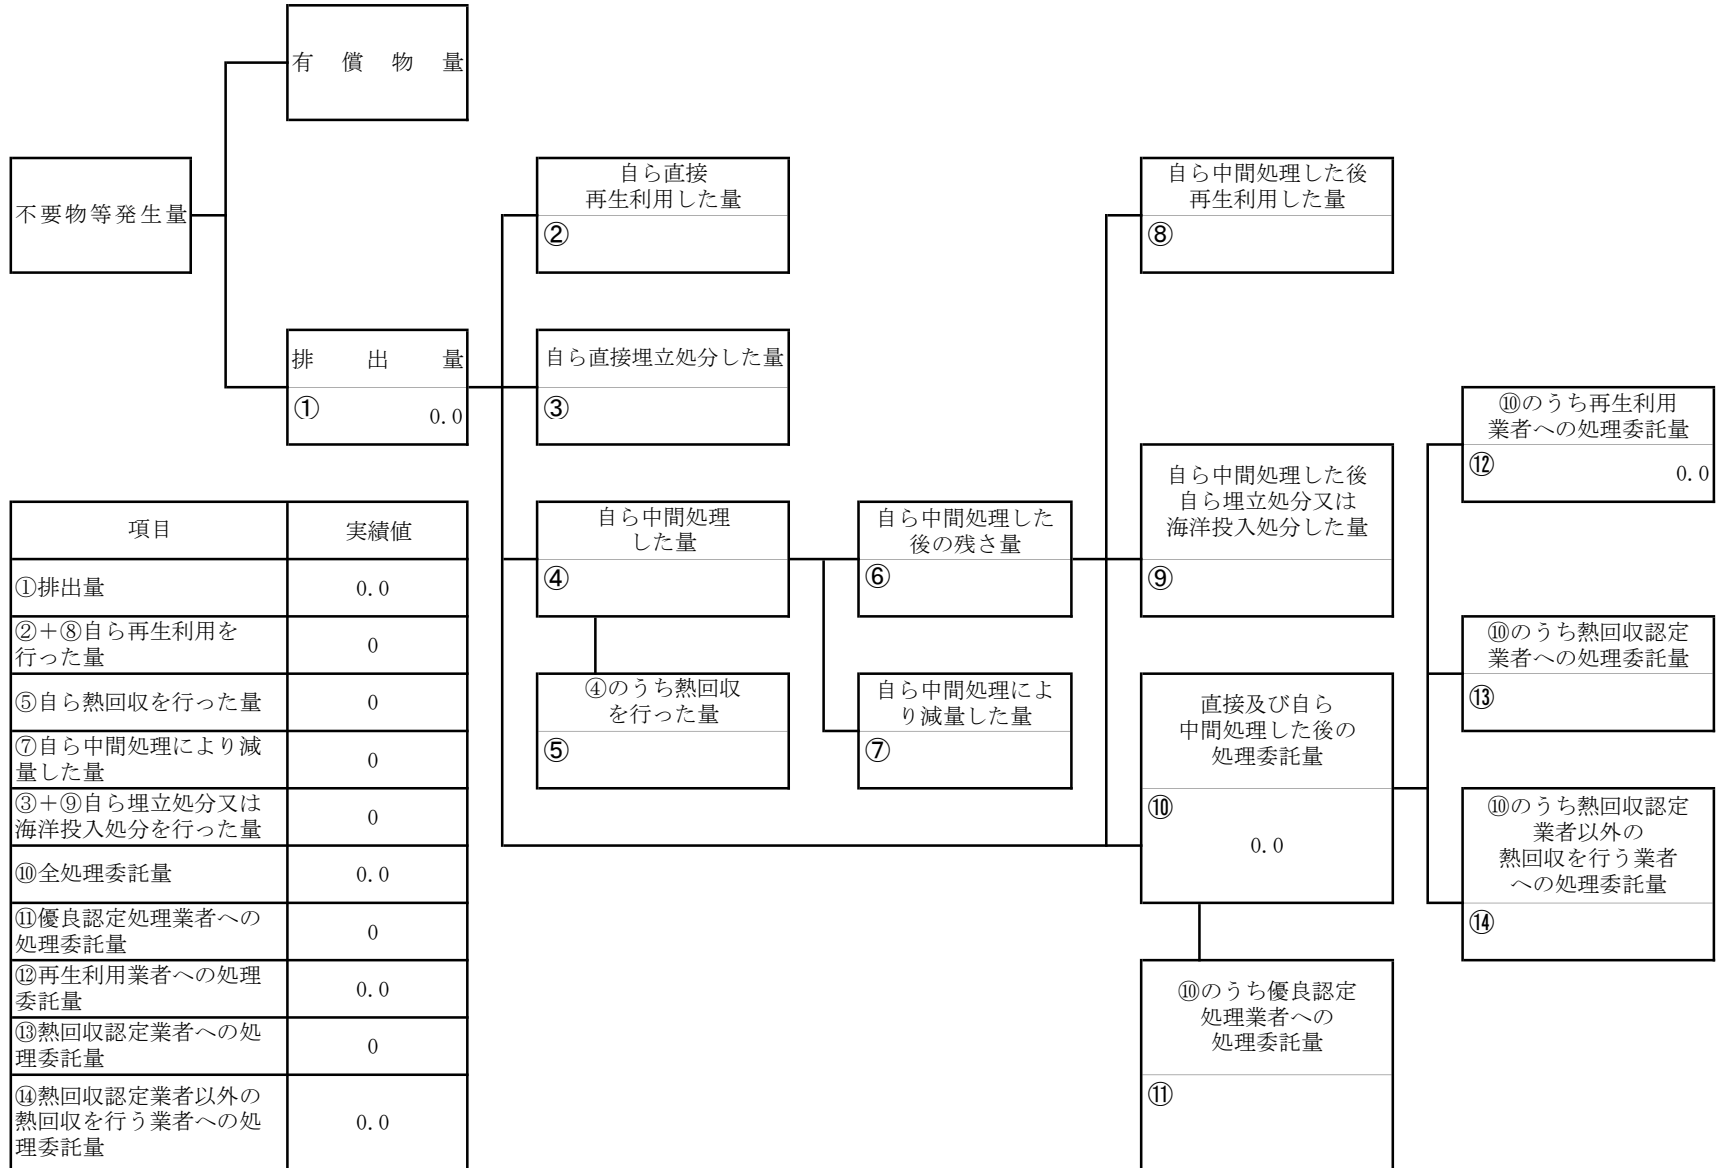 有償物量
不要物等発生量
自ら直接
再生利用した量
②
自ら中間処理した後
再生利用した量
⑧
排出量
①
0.0
自ら直接埋立処分した量
③
⑩のうち再生利用
業者への処理委託量
⑫
0.0
自ら中間処理した後
自ら埋立処分又は
海洋投入処分した量
⑨
自ら中間処理
した量
④
自ら中間処理した
後の残さ量
⑥
⑩のうち熱回収認定
業者への処理委託量
⑬
④のうち熱回収
を行った量
⑤
自ら中間処理によ
り減量した量
⑦
直接及び自ら
中間処理した後の
処理委託量
⑩
0.0
⑩のうち熱回収認定
業者以外の
熱回収を行う業者
への処理委託量
⑭
⑩のうち優良認定
処理業者への
処理委託量
⑪
項目 実績値
①排出量 0.0
②+⑧自ら再生利用を
行った量 0
⑤自ら熱回収を行った量 0
⑦自ら中間処理により減
量した量 0
③+⑨自ら埋立処分又は
海洋投入処分を行った量 0
⑩全処理委託量 0.0
⑪優良認定処理業者への
処理委託量 0
⑫再生利用業者への処理
委託量 0.0
⑬熱回収認定業者への処
理委託量 0
⑭熱回収認定業者以外の
熱回収を行う業者への処
理委託量 0.0